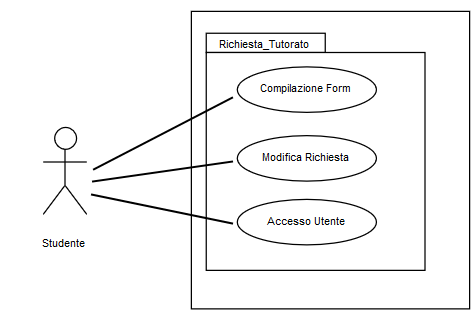 Richiesta_Tutorato
Compilazione Form
Modifica Richiesta
Accesso Utente
Studente